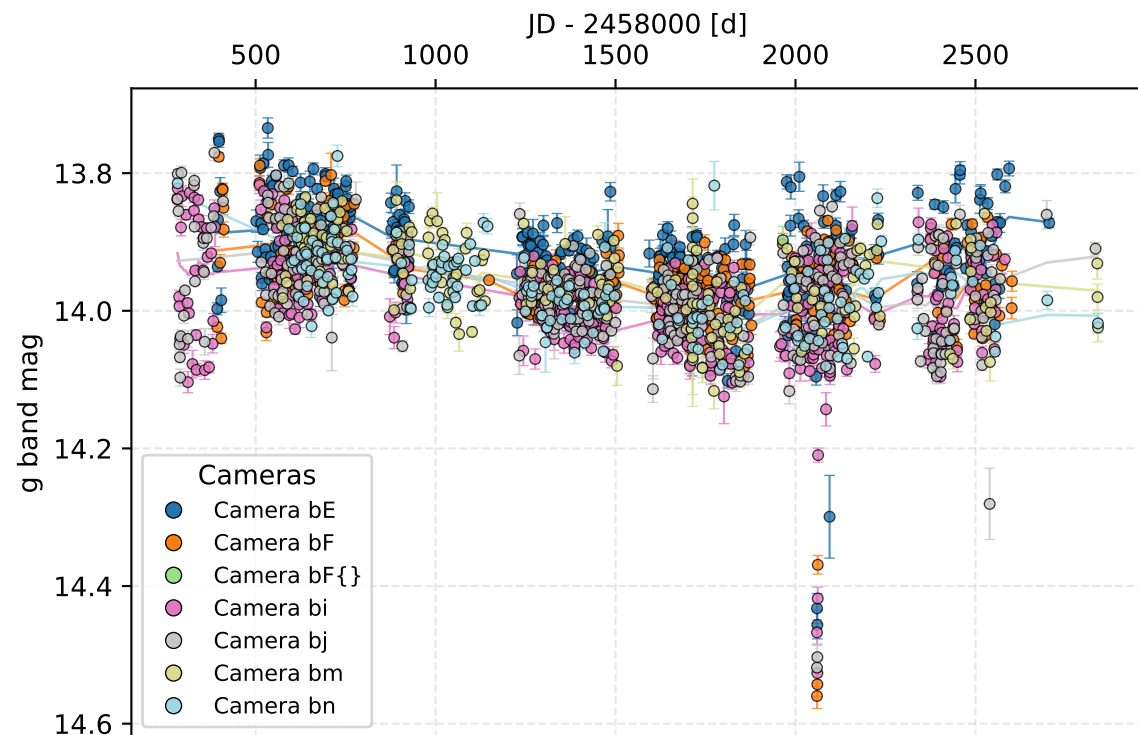 JD - 2458000 [d]
500 1000 1500 2000 2500
g band mag
13.8
14.0
14.2
14.4
14.6
Cameras
Camera bE
Camera bF
Camera bF{}
Camera bi
Camera bj
Camera bm
Camera bn